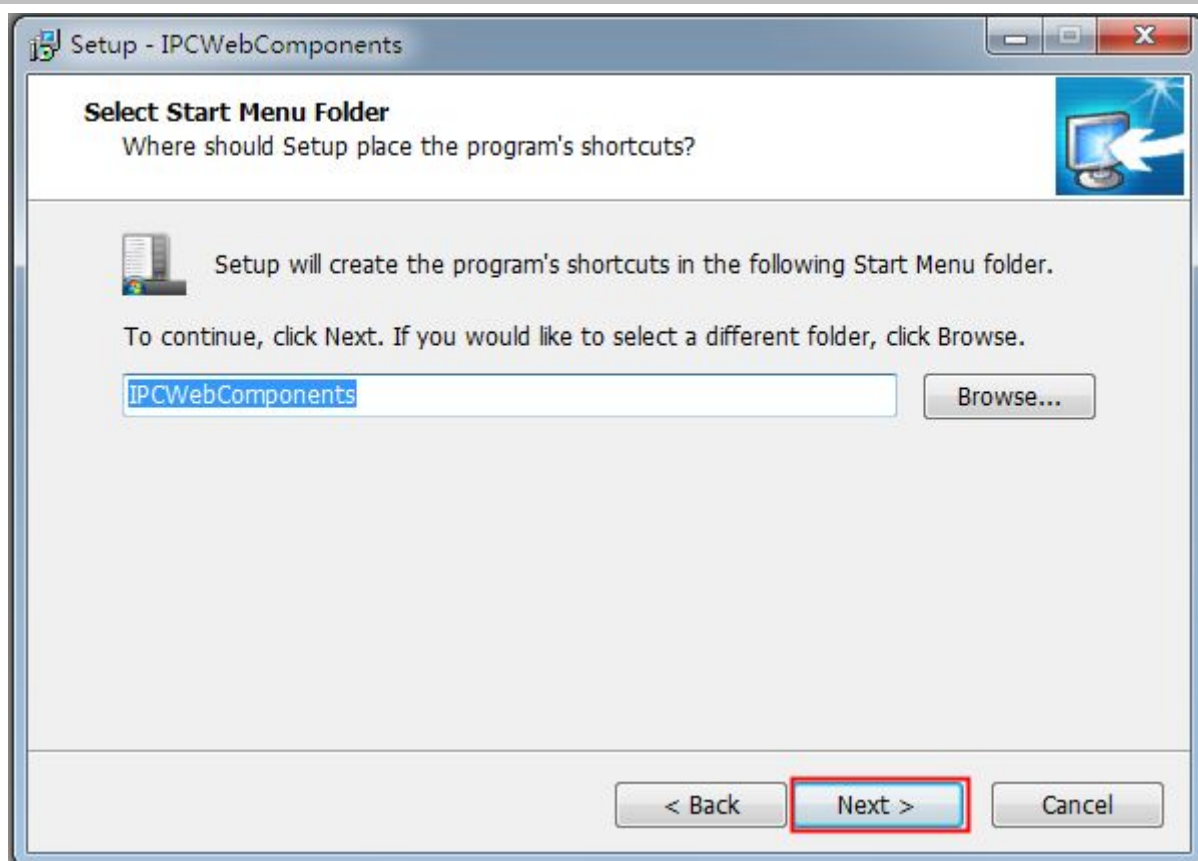 Setup - IPCWebComponents
Select Start Menu Folder
Where should Setup place the program's shortcuts?
Setup will create the program's shortcuts in the following Start Menu folder.
To continue, click Next. If you would like to select a different folder, click Browse.
IPCWebComponents
Browse...
< Back
Next >
Cancel